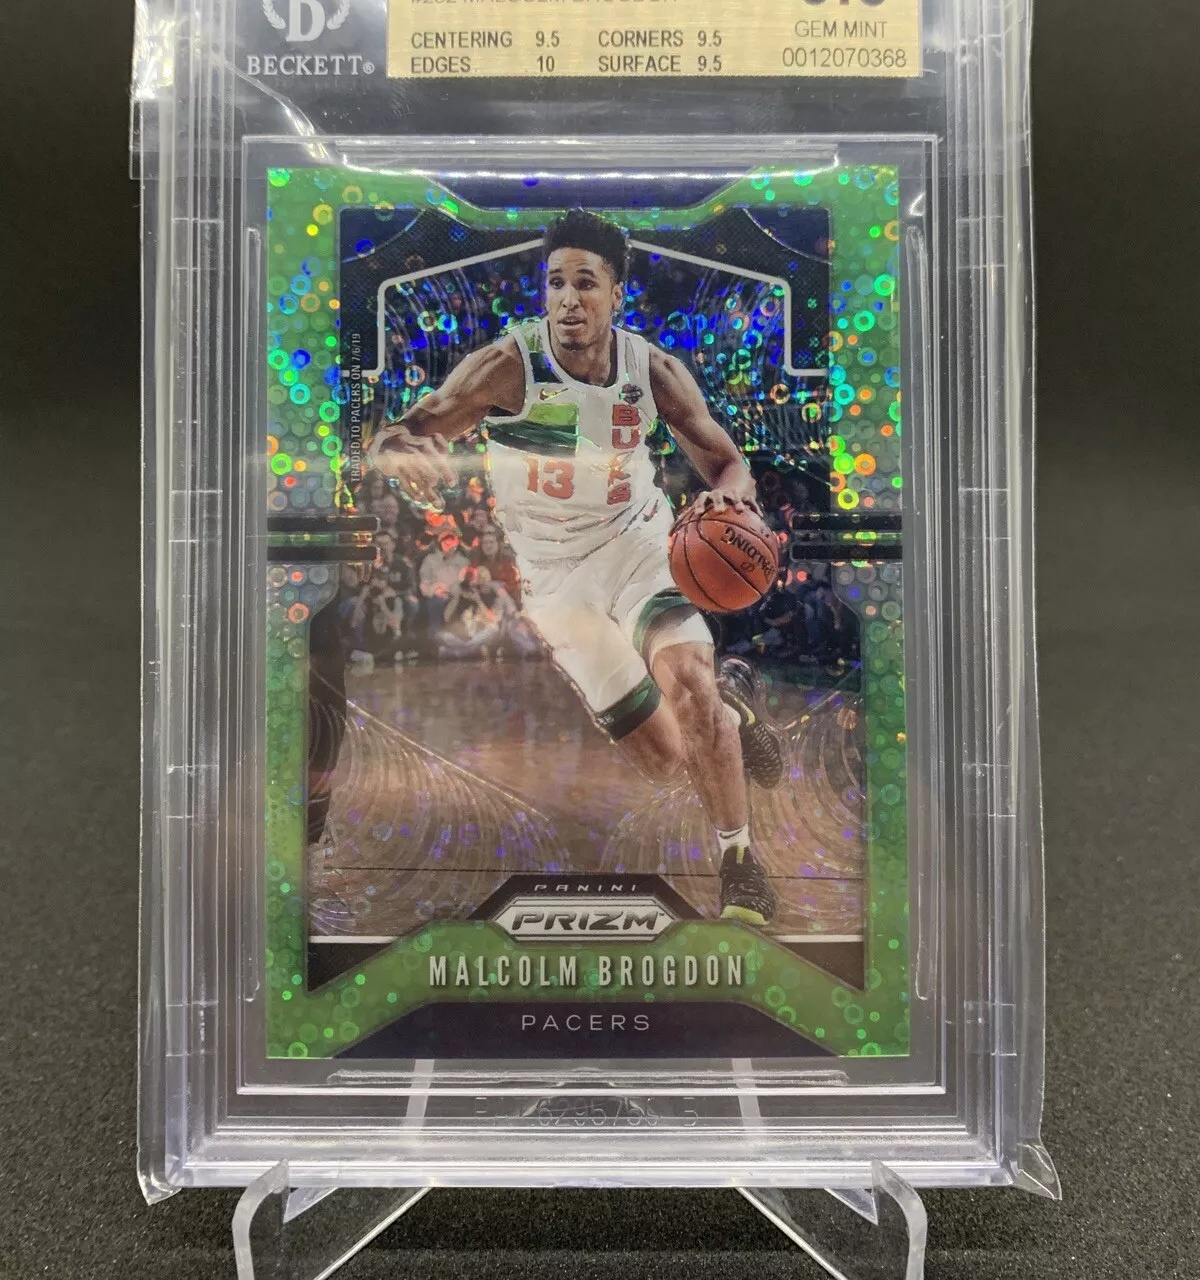 BECKETT®
CENTERING 9.5 CORNERS 9.5
EDGES 10 SURFACE 9.5
GEM MINT
0012070368
TRADED TO PACERS ON 7/6/19
BUCKS
13
SPALDING
PANINI
PRIZM
MALCOLM BROGDON
PACERS